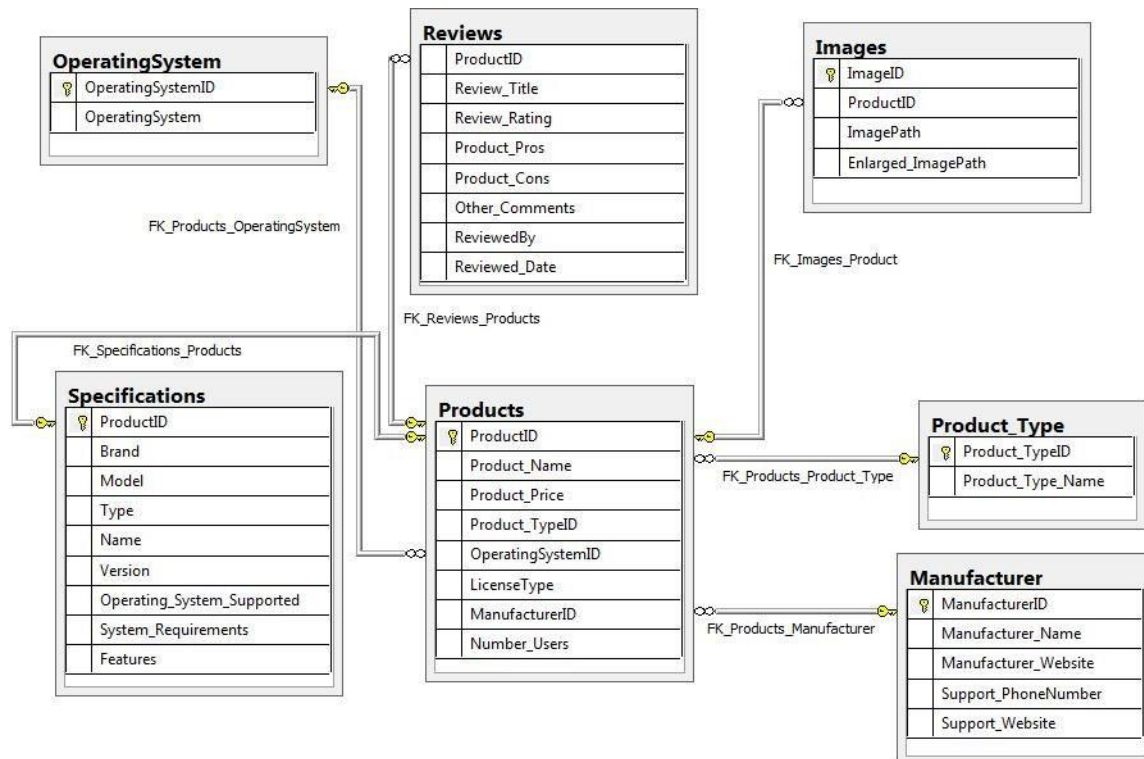 OperatingSystem
OperatingSystemID
OperatingSystem
Reviews
ProductID
Review_Title
Review_Rating
Product_Pros
Product_Cons
Other_Comments
ReviewedBy
Reviewed_Date
Images
ImageID
ProductID
ImagePath
Enlarged_ImagePath
FK_Products_OperatingSystem
FK_Images_Product
FK_Reviews_Products
FK_Specifications_Products
Specifications
ProductID
Brand
Model
Type
Name
Version
Operating_System_Supported
System_Requirements
Features
Products
ProductID
Product_Name
Product_Price
Product_TypeID
OperatingSystemID
LicenseType
ManufacturerID
Number_Users
Product_Type
Product_TypeID
Product_Type_Name
FK_Products_Product_Type
Manufacturer
ManufacturerID
Manufacturer_Name
Manufacturer_Website
Support_PhoneNumber
Support_Website
FK_Products_Manufacturer